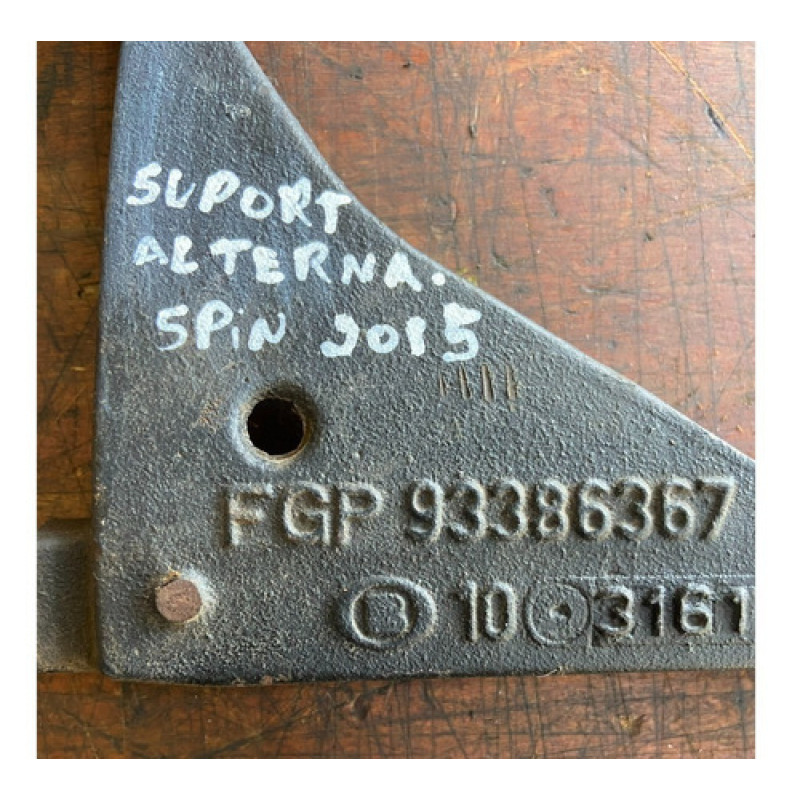 SUPORT
ALTERNA.
SPiN 2015
FGP 93386367
B 10 3161